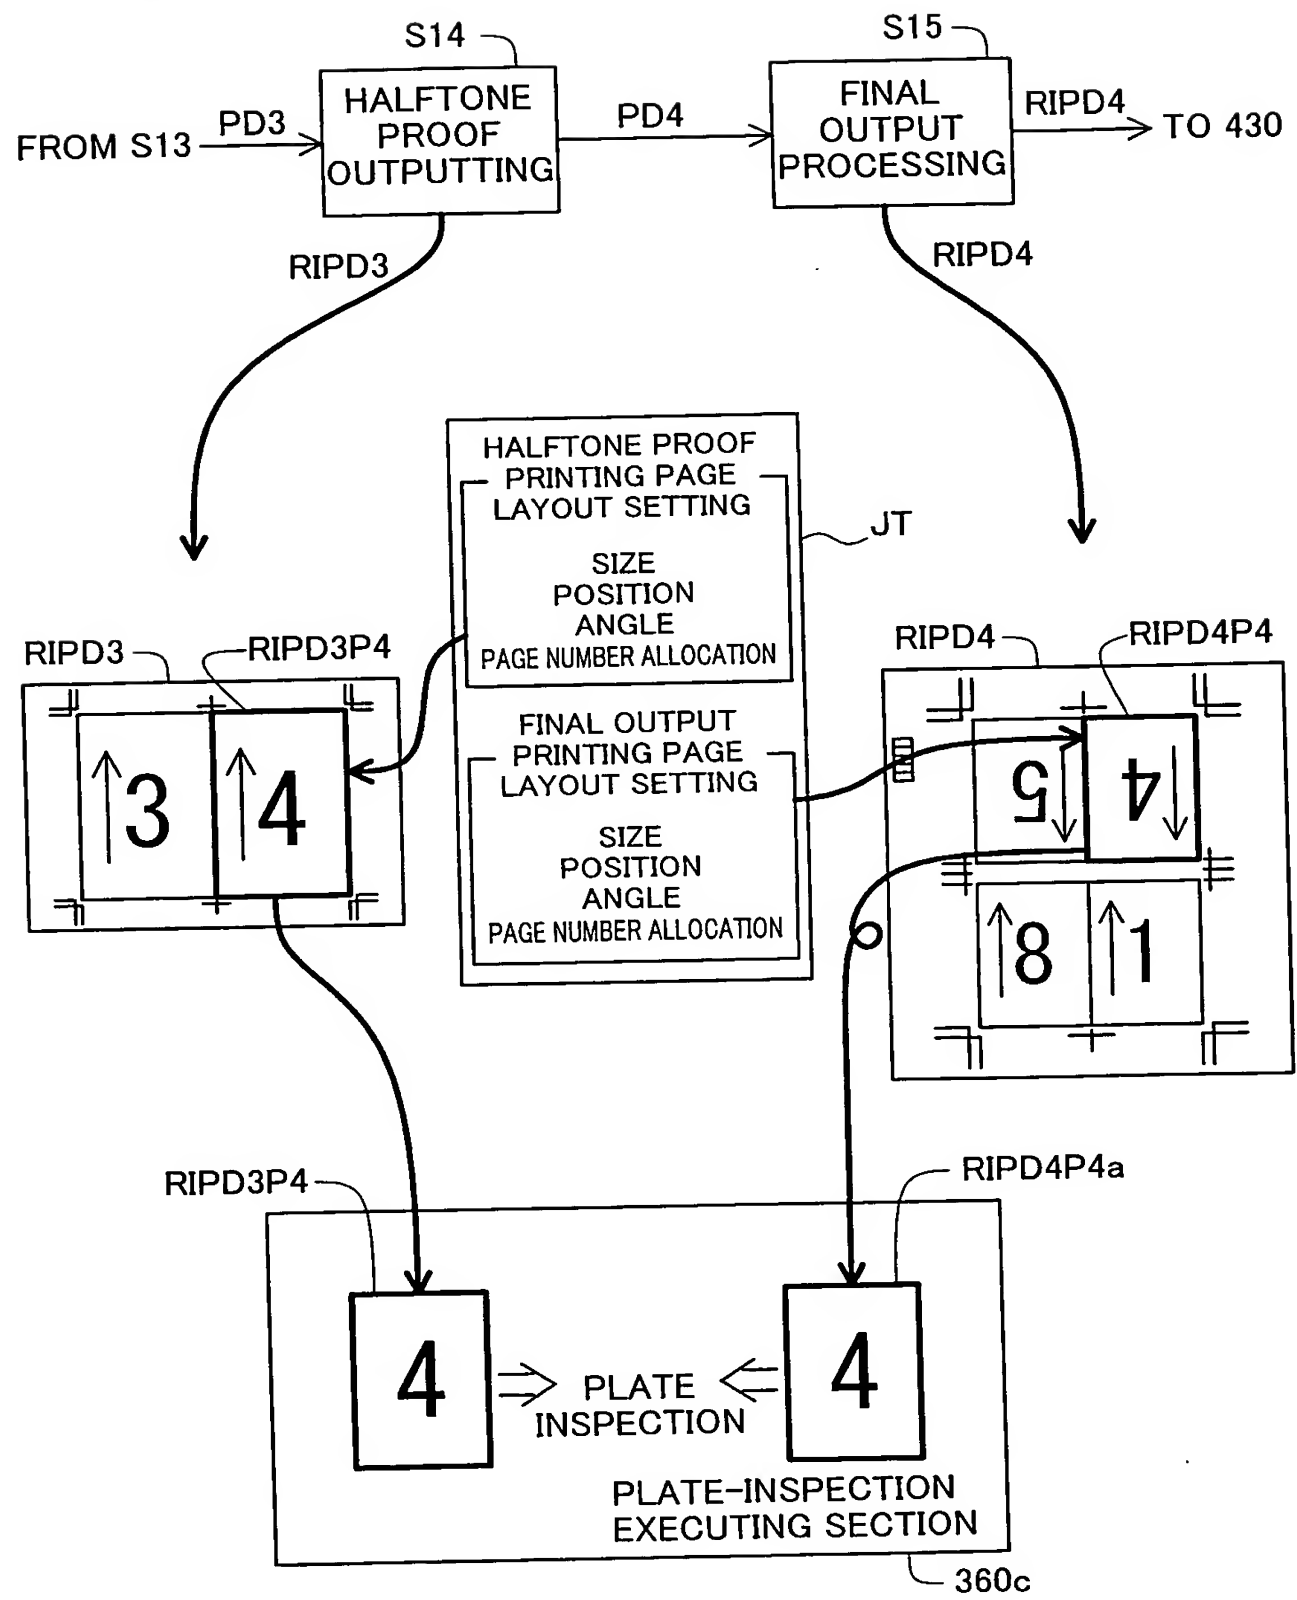 S14
S15
FROM S13
PD3
HALFTONE
PROOF
OUTPUTTING
PD4
FINAL
OUTPUT
PROCESSING
RIPD4
TO 430
RIPD3
RIPD4
HALFTONE PROOF
PRINTING PAGE
LAYOUT SETTING
SIZE
POSITION
ANGLE
PAGE NUMBER ALLOCATION
JT
FINAL OUTPUT
PRINTING PAGE
LAYOUT SETTING
SIZE
POSITION
ANGLE
PAGE NUMBER ALLOCATION
RIPD3
RIPD3P4
3
4
RIPD4
RIPD4P4
5
4
8
1
RIPD3P4
RIPD4P4a
4
PLATE
INSPECTION
4
PLATE-INSPECTION
EXECUTING SECTION
360c